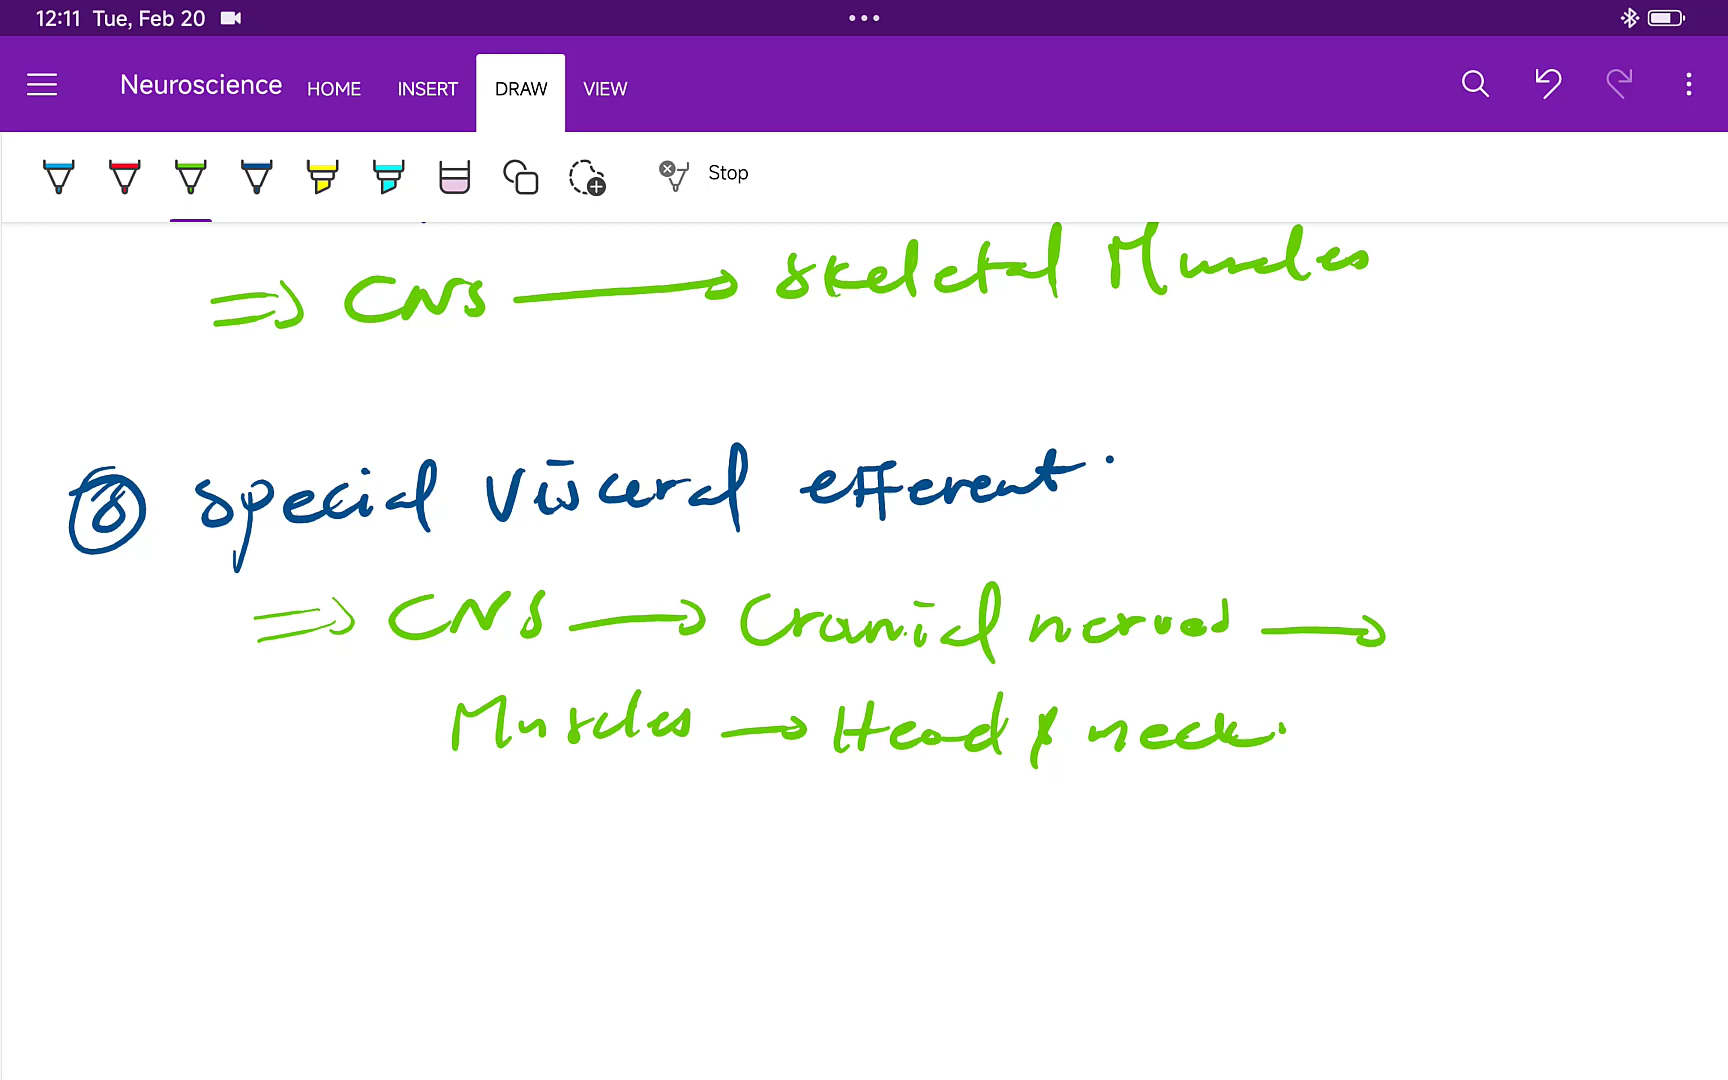 12:11 Tue, Feb 20
Neuroscience HOME INSERT DRAW VIEW
Stop
⇒ CNS → Skeletal Muscles
⑧ Special Visceral efferent.
⇒ CNS → Cranial nerves →
Muscles → Head & neck.